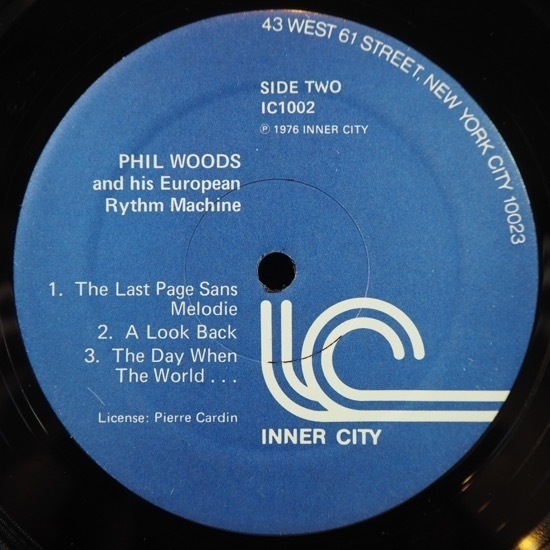 43 WEST 61 STREET, NEW YORK CITY 10023
SIDE TWO
IC1002
℗ 1976 INNER CITY
PHIL WOODS
and his European
Rythm Machine
1. The Last Page Sans
Melodie
2. A Look Back
3. The Day When
The World . . .
License: Pierre Cardin
IC
INNER CITY